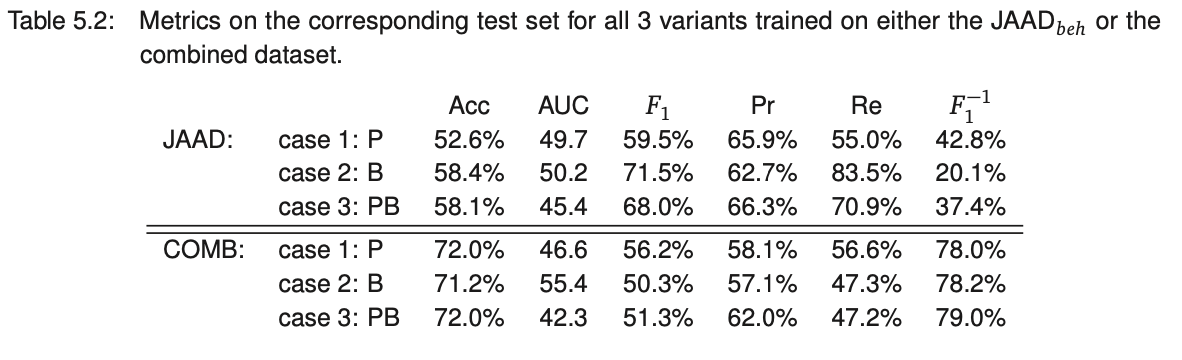 Table 5.2: Metrics on the corresponding test set for all 3 variants trained on either the JAAD_beh or the
combined dataset.
Acc AUC F₁ Pr Re F₁⁻¹
JAAD: case 1: P 52.6% 49.7 59.5% 65.9% 55.0% 42.8%
case 2: B 58.4% 50.2 71.5% 62.7% 83.5% 20.1%
case 3: PB 58.1% 45.4 68.0% 66.3% 70.9% 37.4%
COMB: case 1: P 72.0% 46.6 56.2% 58.1% 56.6% 78.0%
case 2: B 71.2% 55.4 50.3% 57.1% 47.3% 78.2%
case 3: PB 72.0% 42.3 51.3% 62.0% 47.2% 79.0%